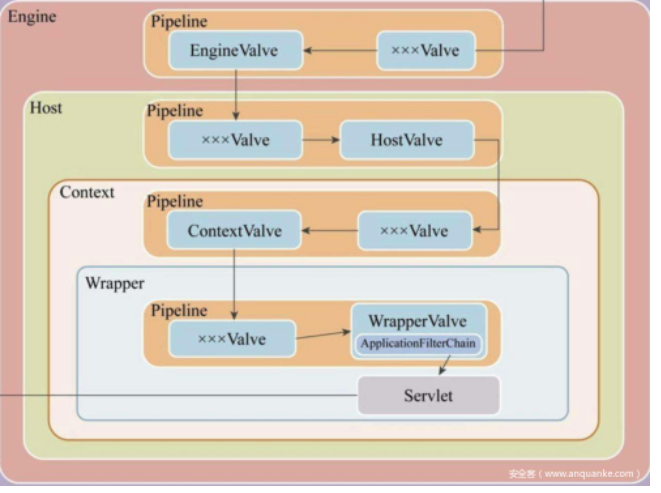 Engine
Pipeline
EngineValve
×××Valve
Host
Pipeline
×××Valve
HostValve
Context
Pipeline
ContextValve
×××Valve
Wrapper
Pipeline
×××Valve
WrapperValve
ApplicationFilterChain
Servlet
安全客（www.anquanke.com）